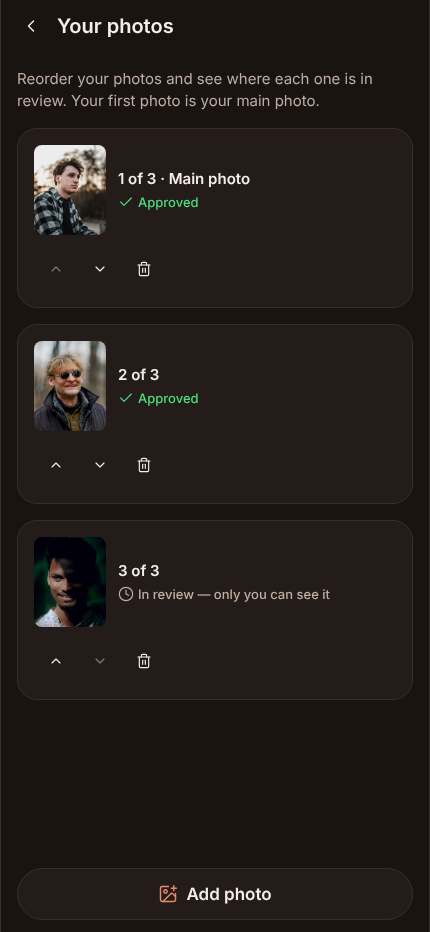 Your photos
Reorder your photos and see where each one is in
review. Your first photo is your main photo.
1 of 3 · Main photo
Approved
2 of 3
Approved
3 of 3
In review — only you can see it
Add photo